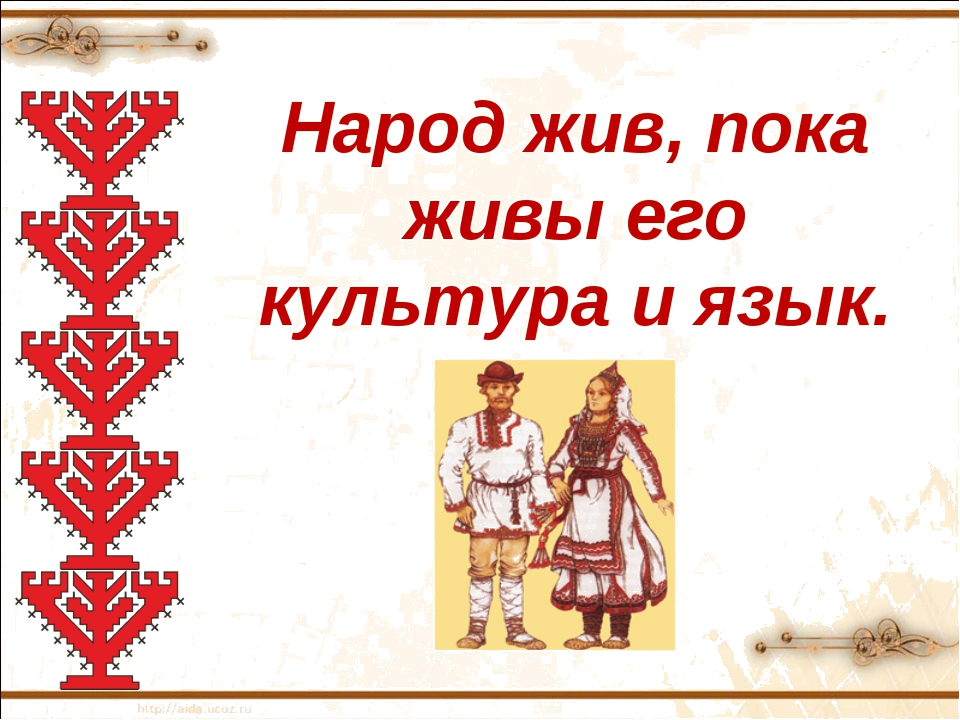 Народ жив, пока
живы его
культура и язык.
http://aida.ucoz.ru